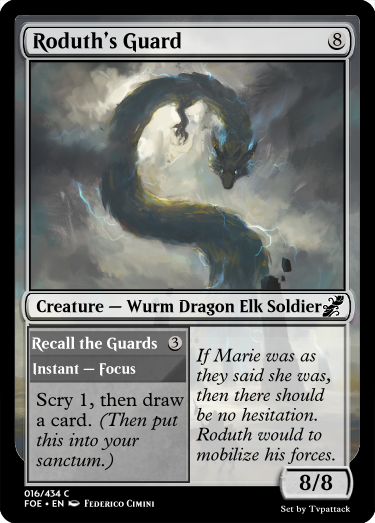 Roduth's Guard 8
Creature — Wurm Dragon Elk Soldier
Recall the Guards 3
Instant — Focus
Scry 1, then draw
a card. (Then put
this into your
sanctum.)
If Marie was as
they said she was,
then there should
be no hesitation.
Roduth would to
mobilize his forces.
8/8
016/434 C
FOE • EN Federico Cimini
Set by Tvpattack